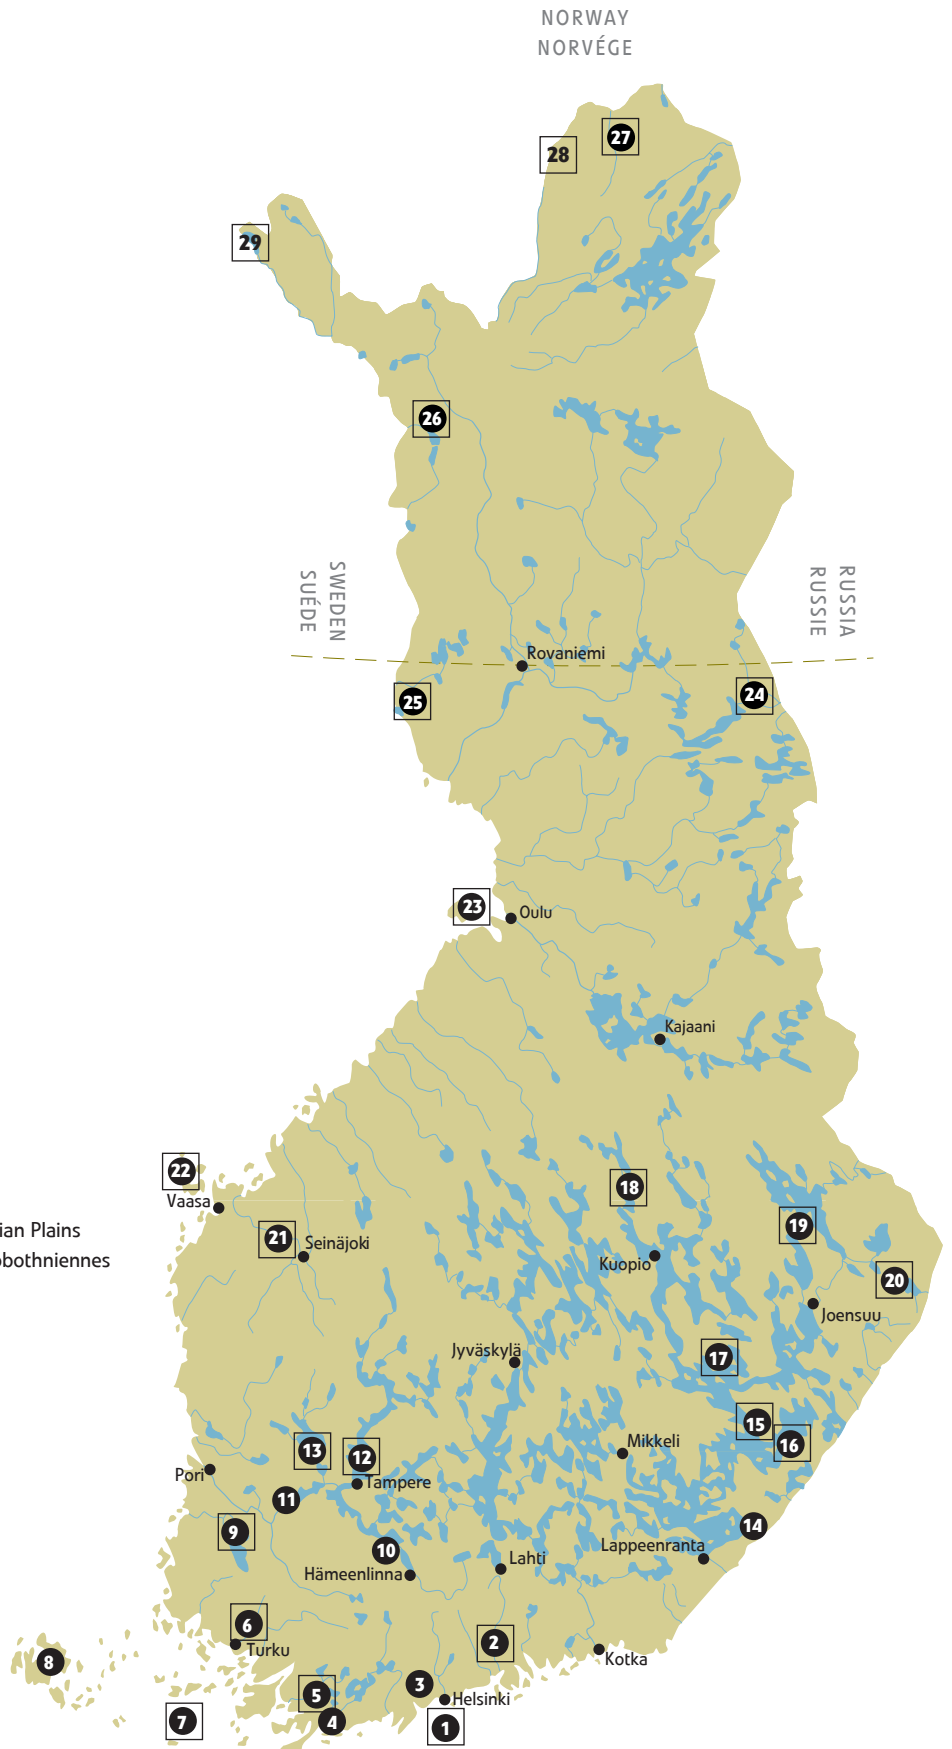 NORWAY
NORVÉGE
27
28
29
26
SWEDEN
SUÉDE
RUSSIA
RUSSIE
Rovaniemi
24
25
23
Oulu
Kajaani
22
18
Vaasa
19
ian Plains
21
Seinäjoki
obothniennes
Kuopio
20
Joensuu
Jyväskylä
17
15
16
13
12
Mikkeli
Pori
Tampere
11
14
9
10
Lappeenranta
Lahti
Hämeenlinna
6
2
Turku
Kotka
8
3
5
Helsinki
7
4
1